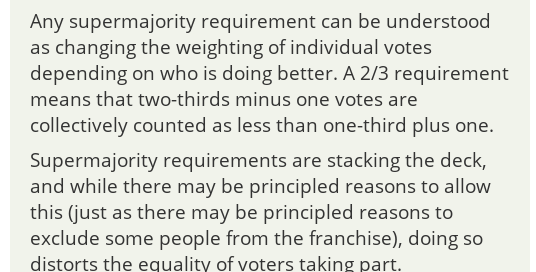 Any supermajority requirement can be understood
as changing the weighting of individual votes
depending on who is doing better. A 2/3 requirement
means that two-thirds minus one votes are
collectively counted as less than one-third plus one.
Supermajority requirements are stacking the deck,
and while there may be principled reasons to allow
this (just as there may be principled reasons to
exclude some people from the franchise), doing so
distorts the equality of voters taking part.